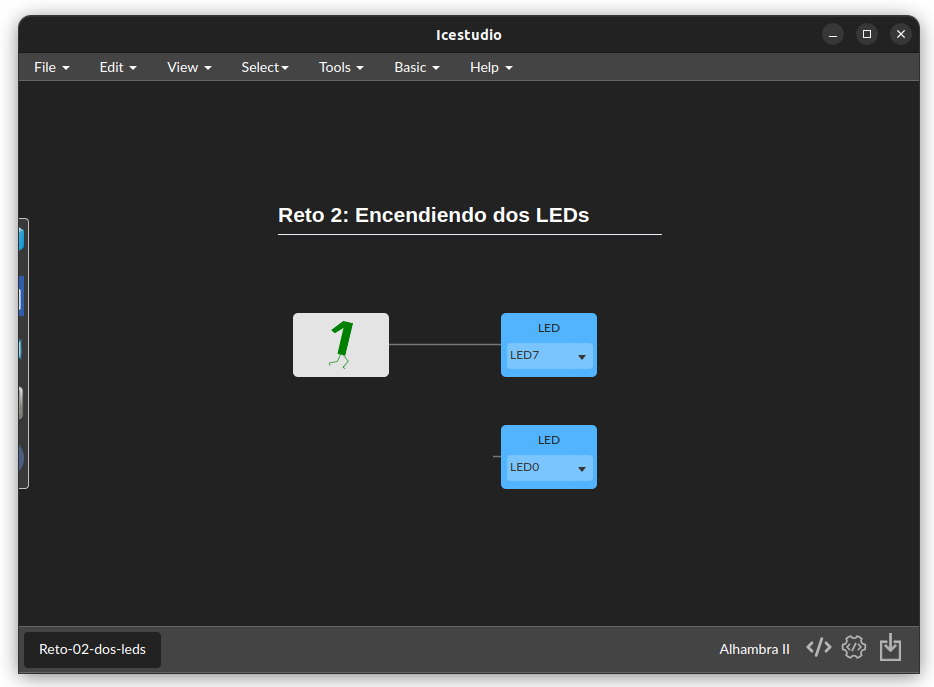 Icestudio
File Edit View Select Tools Basic Help
Reto 2: Encendiendo dos LEDs
1
LED
LED7
LED
LED0
Reto-02-dos-leds
Alhambra II </> </>